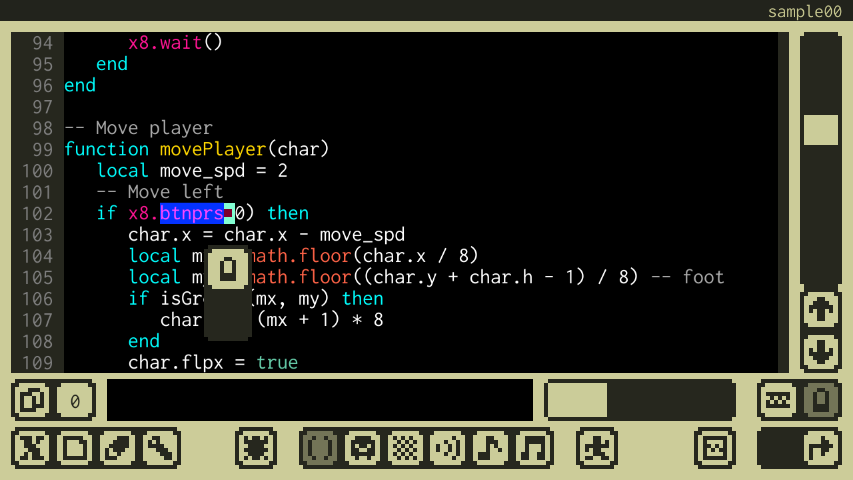 sample00
94 x8.wait()
95 end
96 end
97
98 -- Move player
99 function movePlayer(char)
100 local move_spd = 2
101 -- Move left
102 if x8.btnprs 0) then
103 char.x = char.x - move_spd
104 local m math.floor(char.x / 8)
105 local m math.floor((char.y + char.h - 1) / 8) -- foot
106 if isGr (mx, my) then
107 char (mx + 1) * 8
108 end
109 char.flpx = true
0